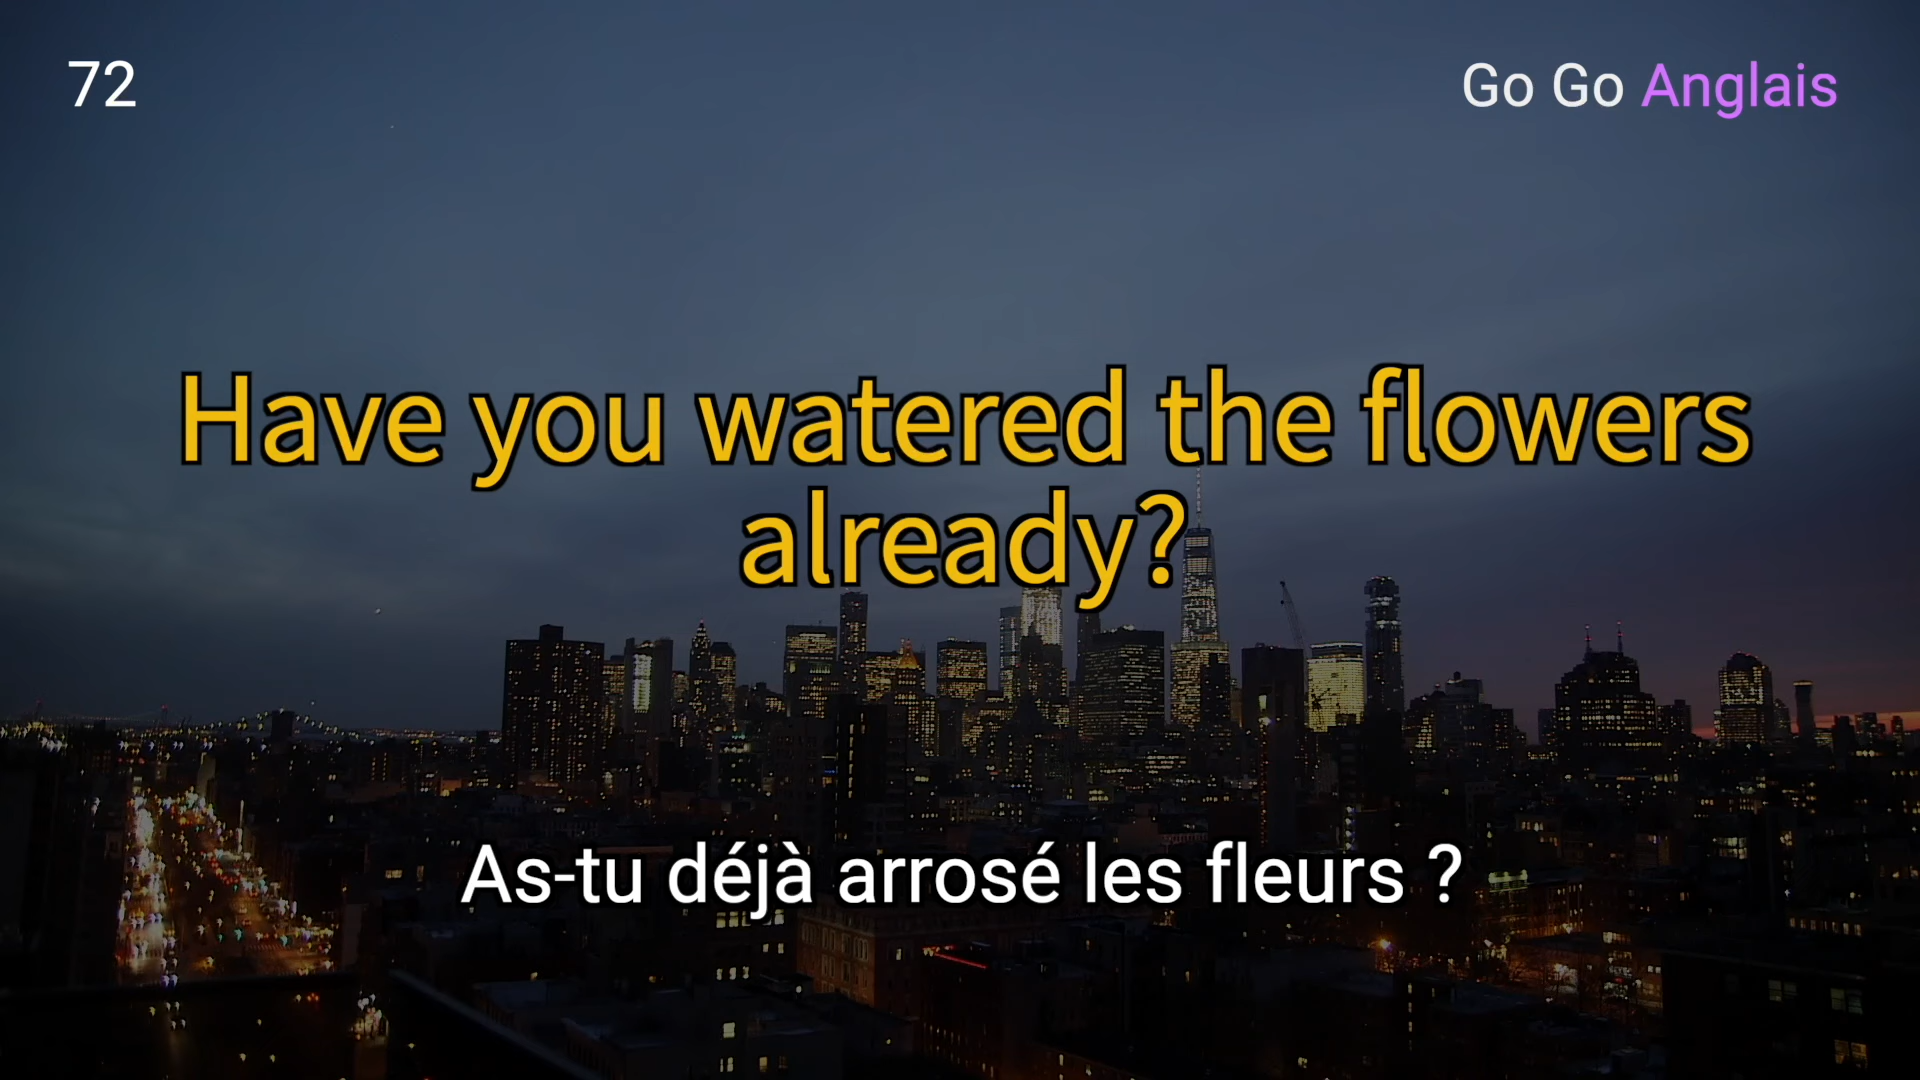 72
Go Go Anglais
Have you watered the flowers
already?
As-tu déjà arrosé les fleurs ?